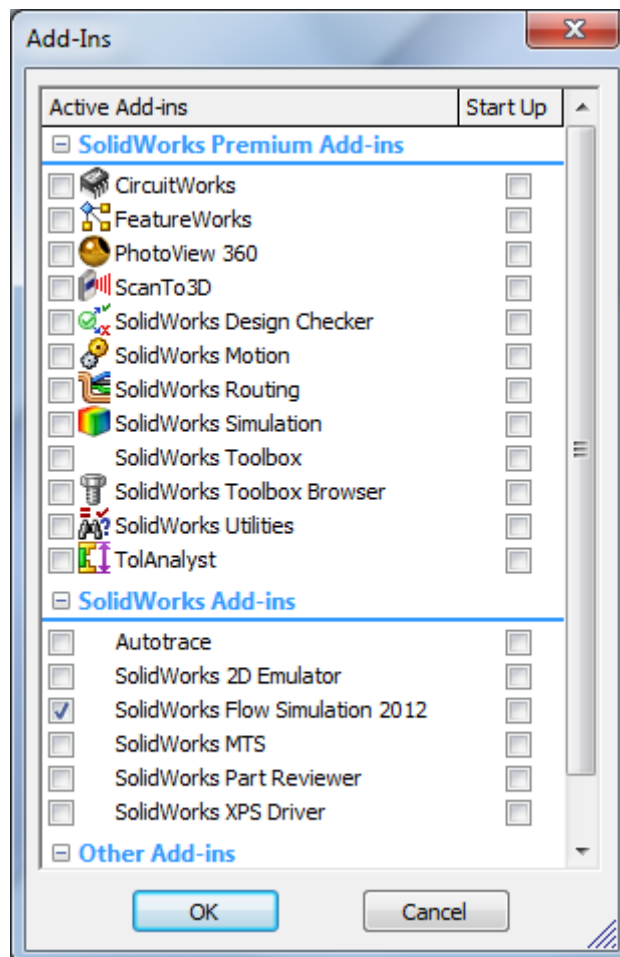 Add-Ins
Active Add-ins Start Up
SolidWorks Premium Add-ins
CircuitWorks
FeatureWorks
PhotoView 360
ScanTo3D
SolidWorks Design Checker
SolidWorks Motion
SolidWorks Routing
SolidWorks Simulation
SolidWorks Toolbox
SolidWorks Toolbox Browser
SolidWorks Utilities
TolAnalyst
SolidWorks Add-ins
Autotrace
SolidWorks 2D Emulator
SolidWorks Flow Simulation 2012
SolidWorks MTS
SolidWorks Part Reviewer
SolidWorks XPS Driver
Other Add-ins
OK Cancel